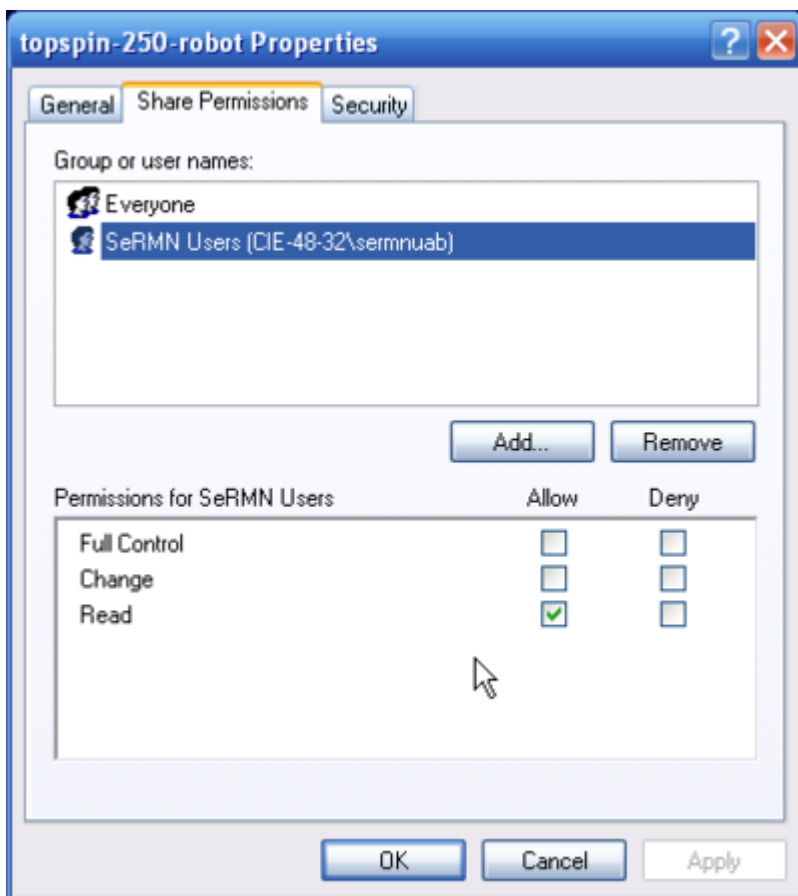 topspin-250-robot Properties
General Share Permissions Security
Group or user names:
Everyone
SeRMN Users (CIE-48-32\sermnuab)
Add... Remove
Permissions for SeRMN Users Allow Deny
Full Control
Change
Read
OK Cancel Apply